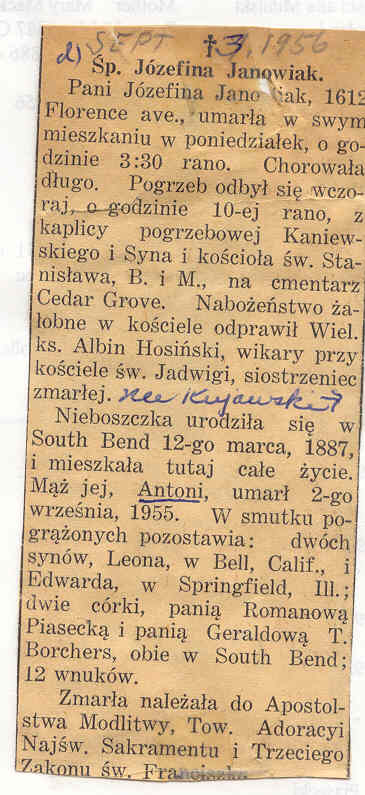 d) SEPT †3, 1956
Śp. Józefina Janowiak.
Pani Józefina Jano iak, 1612
Florence ave., umarła w swym
mieszkaniu w poniedziałek, o go-
dzinie 3:30 rano. Chorowała
długo. Pogrzeb odbył się wczo-
raj, o godzinie 10-ej rano, z
kaplicy pogrzebowej Kaniew-
skiego i Syna i kościoła św. Sta-
nisława, B. i M., na cmentarz
Cedar Grove. Nabożeństwo ża-
łobne w kościele odprawił Wiel.
ks. Albin Hosiński, wikary przy
kościele św. Jadwigi, siostrzeniec
zmarłej. nee Kujawski
Nieboszczka urodziła się w
South Bend 12-go marca, 1887,
i mieszkała tutaj całe życie.
Mąż jej, Antoni, umarł 2-go
września, 1955. W smutku po-
grążonych pozostawia: dwóch
synów, Leona, w Bell, Calif., i
Edwarda, w Springfield, Ill.;
dwie córki, panią Romanową
Piasecką i panią Geraldową T.
Borchers, obie w South Bend;
12 wnuków.
Zmarła należała do Apostol-
stwa Modlitwy, Tow. Adoracyi
Najśw. Sakramentu i Trzeciego
Zakonu św. Franciszka.